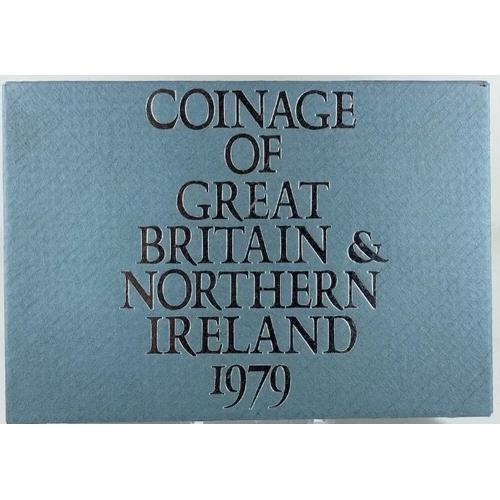 COINAGE
OF
GREAT
BRITAIN &
NORTHERN
IRELAND
1979